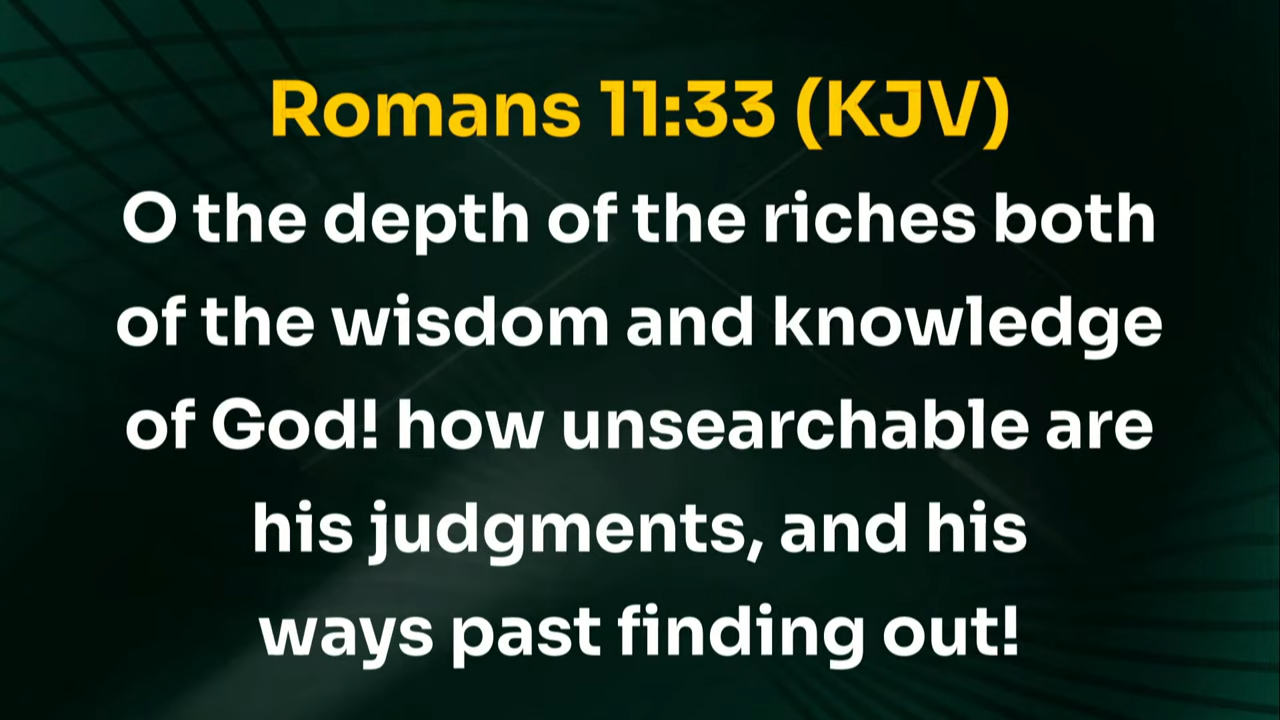 Romans 11:33 (KJV)
O the depth of the riches both
of the wisdom and knowledge
of God! how unsearchable are
his judgments, and his
ways past finding out!